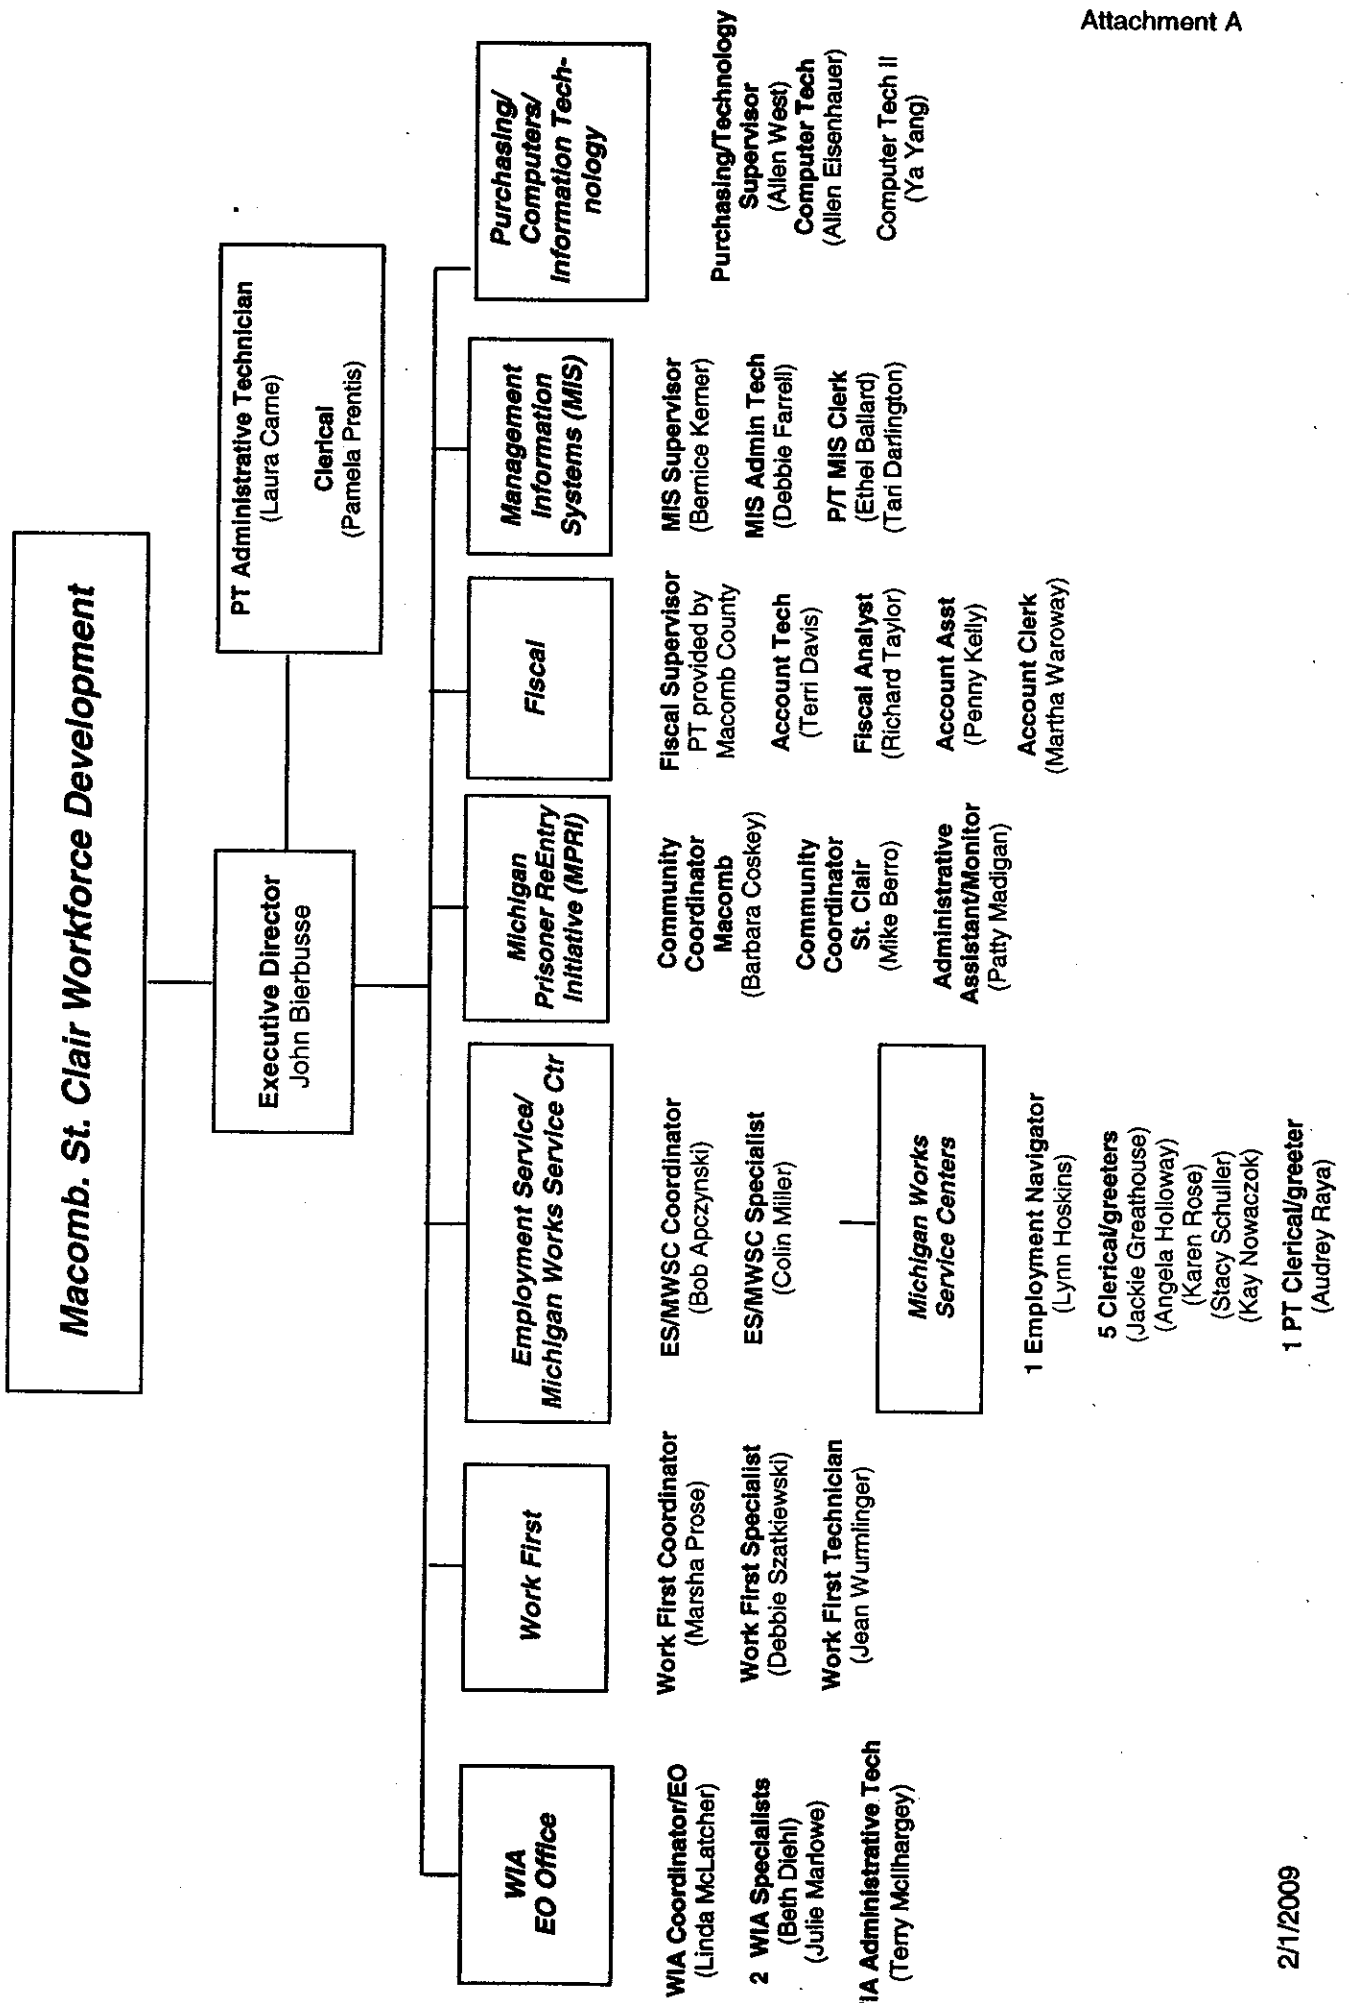 Attachment A
Macomb. St. Clair Workforce Development
Executive Director
John Bierbusse
PT Administrative Technician
(Laura Carne)
Clerical
(Pamela Prentis)
WIA
EO Office
WIA Coordinator/EO
(Linda McLatcher)
2 WIA Specialists
(Beth Diehl)
(Julie Marlowe)
IA Administrative Tech
(Terry McIlhargey)
Work First
Work First Coordinator
(Marsha Prose)
Work First Specialist
(Debbie Szatkiewski)
Work First Technician
(Jean Wurmlinger)
Employment Service/
Michigan Works Service Ctr
ES/MWSC Coordinator
(Bob Apczynski)
ES/MWSC Specialist
(Colin Miller)
Michigan Works
Service Centers
1 Employment Navigator
(Lynn Hoskins)
5 Clerical/greeters
(Jackie Greathouse)
(Angela Holloway)
(Karen Rose)
(Stacy Schuller)
(Kay Nowaczok)
1 PT Clerical/greeter
(Audrey Raya)
Michigan
Prisoner ReEntry
Initiative (MPRI)
Community
Coordinator
Macomb
(Barbara Coskey)
Community
Coordinator
St. Clair
(Mike Berro)
Administrative
Assistant/Monitor
(Patty Madigan)
Fiscal
Fiscal Supervisor
PT provided by
Macomb County
Account Tech
(Terri Davis)
Fiscal Analyst
(Richard Taylor)
Account Asst
(Penny Kelly)
Account Clerk
(Martha Waroway)
Management
Information
Systems (MIS)
MIS Supervisor
(Bernice Kerner)
MIS Admin Tech
(Debbie Farrell)
P/T MIS Clerk
(Ethel Ballard)
(Tari Darlington)
Purchasing/
Computers/
Information Tech-
nology
Purchasing/Technology
Supervisor
(Allen West)
Computer Tech
(Allen Eisenhauer)
Computer Tech II
(Ya Yang)
2/1/2009